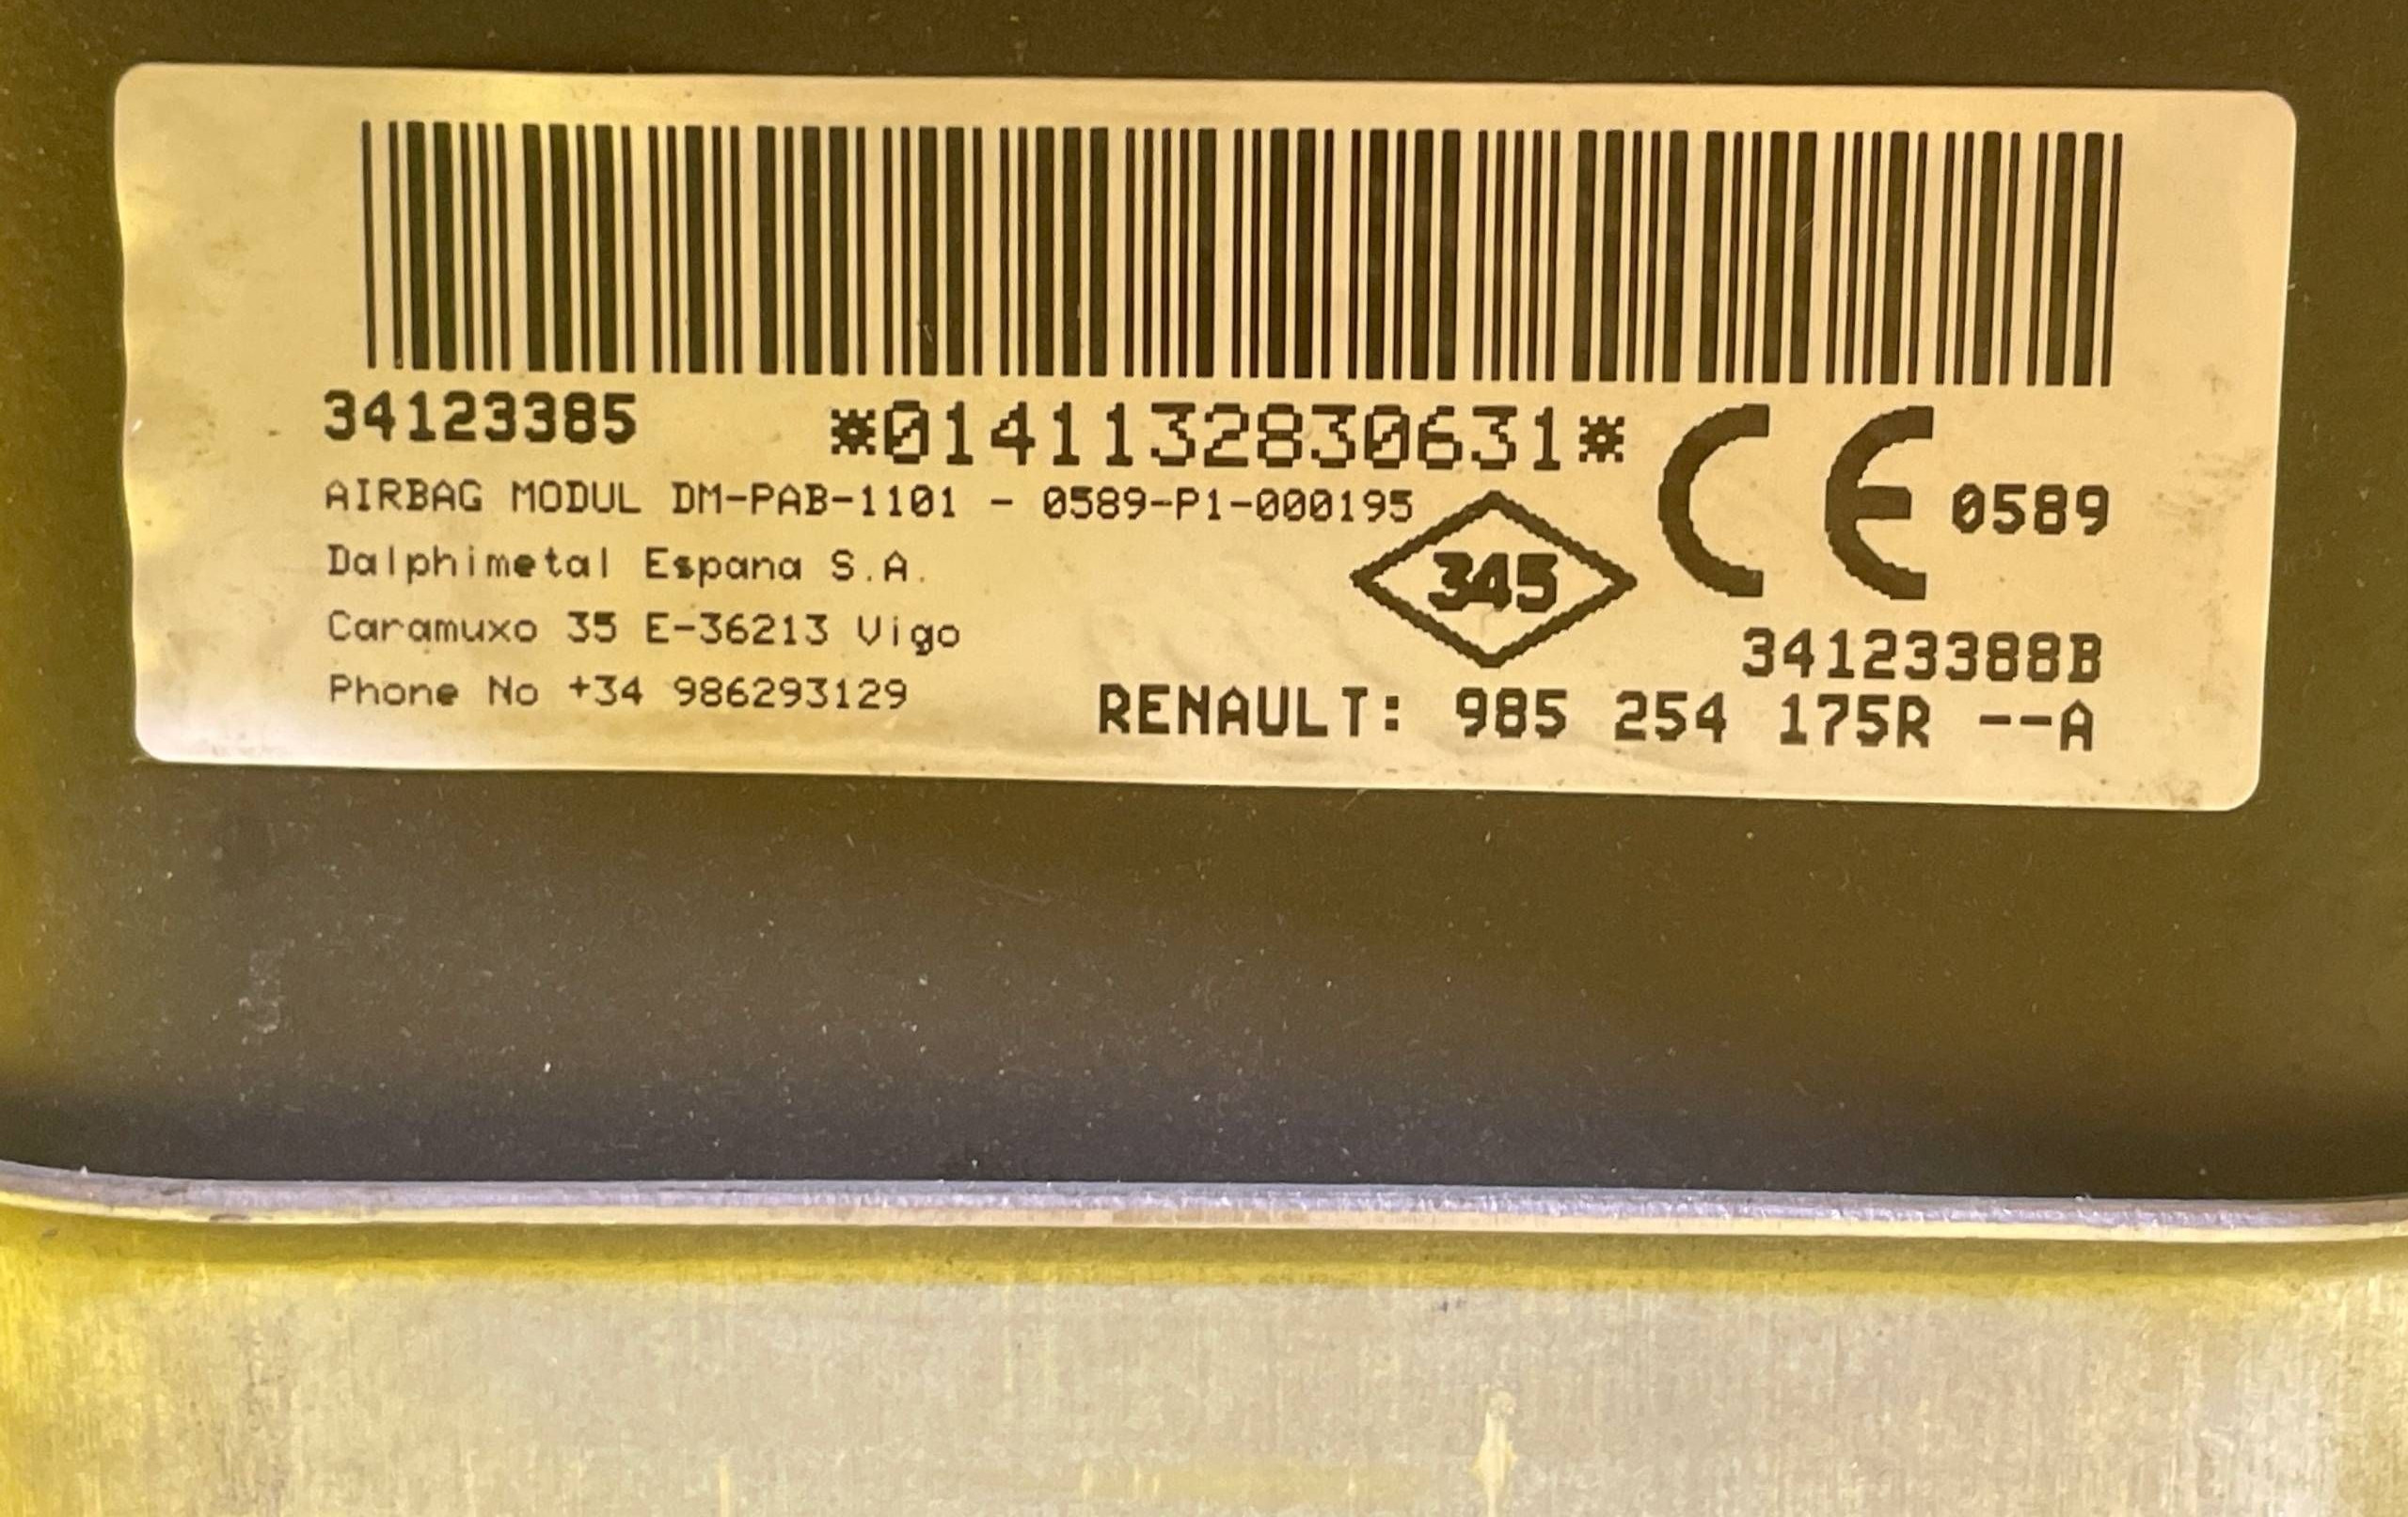 34123385 *0141132830631*
AIRBAG MODUL DM-PAB-1101 - 0589-P1-000195
CE 0589
Dalphimetal Espana S.A.
345
Caramuxo 35 E-36213 Vigo
34123388B
Phone No +34 986293129
RENAULT: 985 254 175R --A